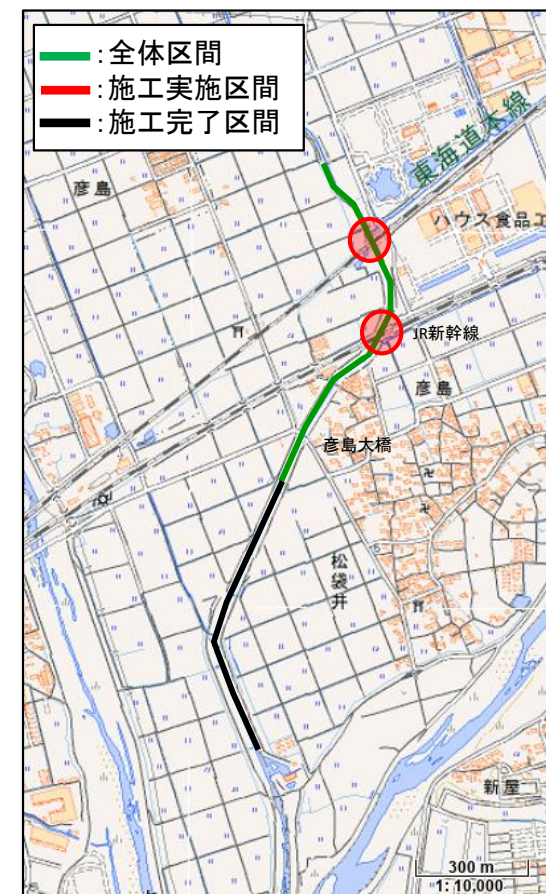 :全体区間
:施工実施区間
:施工完了区間
東海道本線
彦島
ハウス食品工
JR新幹線
彦島
彦島大橋
松袋井
新屋
300 m
1: 10,000